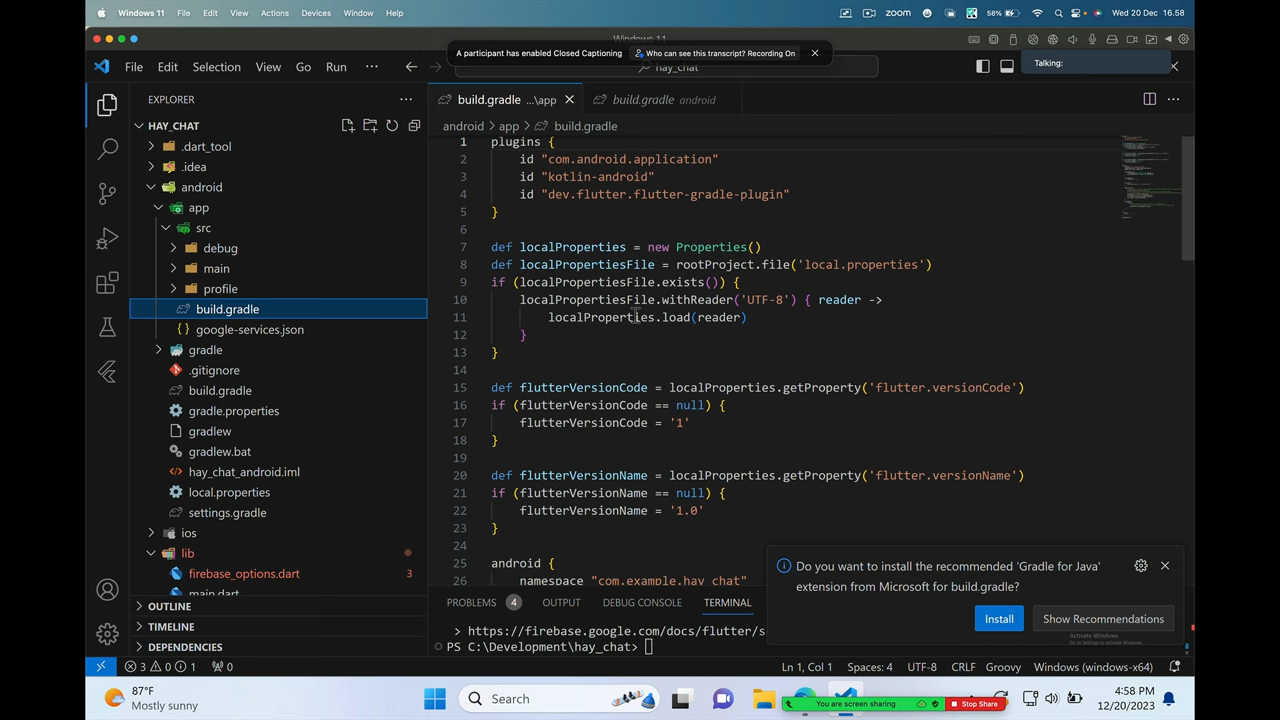 Windows 11 File Edit View Actions Devices Window Help zoom 58% Wed 20 Dec 16.58
Windows 11
A participant has enabled Closed Captioning Who can see this transcript? Recording On
File Edit Selection View Go Run ··· hay_chat Talking:
EXPLORER
HAY_CHAT
.dart_tool
.idea
android
app
src
debug
main
profile
build.gradle
google-services.json
gradle
.gitignore
build.gradle
gradle.properties
gradlew
gradlew.bat
hay_chat_android.iml
local.properties
settings.gradle
ios
lib
firebase_options.dart 3
main.dart
OUTLINE
TIMELINE
DEPENDENCIES
build.gradle ...\app build.gradle android
android > app > build.gradle
1 plugins {
2 id "com.android.application"
3 id "kotlin-android"
4 id "dev.flutter.flutter-gradle-plugin"
5 }
6
7 def localProperties = new Properties()
8 def localPropertiesFile = rootProject.file('local.properties')
9 if (localPropertiesFile.exists()) {
10 localPropertiesFile.withReader('UTF-8') { reader ->
11 localProperties.load(reader)
12 }
13 }
14
15 def flutterVersionCode = localProperties.getProperty('flutter.versionCode')
16 if (flutterVersionCode == null) {
17 flutterVersionCode = '1'
18 }
19
20 def flutterVersionName = localProperties.getProperty('flutter.versionName')
21 if (flutterVersionName == null) {
22 flutterVersionName = '1.0'
23 }
24
25 android {
26 namespace "com.example.hay_chat"
Do you want to install the recommended 'Gradle for Java'
extension from Microsoft for build.gradle?
Install Show Recommendations
Activate Windows
Go to Settings to activate Windows.
PROBLEMS 4 OUTPUT DEBUG CONSOLE TERMINAL
> https://firebase.google.com/docs/flutter/s
PS C:\Development\hay_chat>
3 0 1 0 Ln 1, Col 1 Spaces: 4 UTF-8 CRLF Groovy Windows (windows-x64)
87°F
Mostly sunny
Search
You are screen sharing Stop Share
4:58 PM
12/20/2023